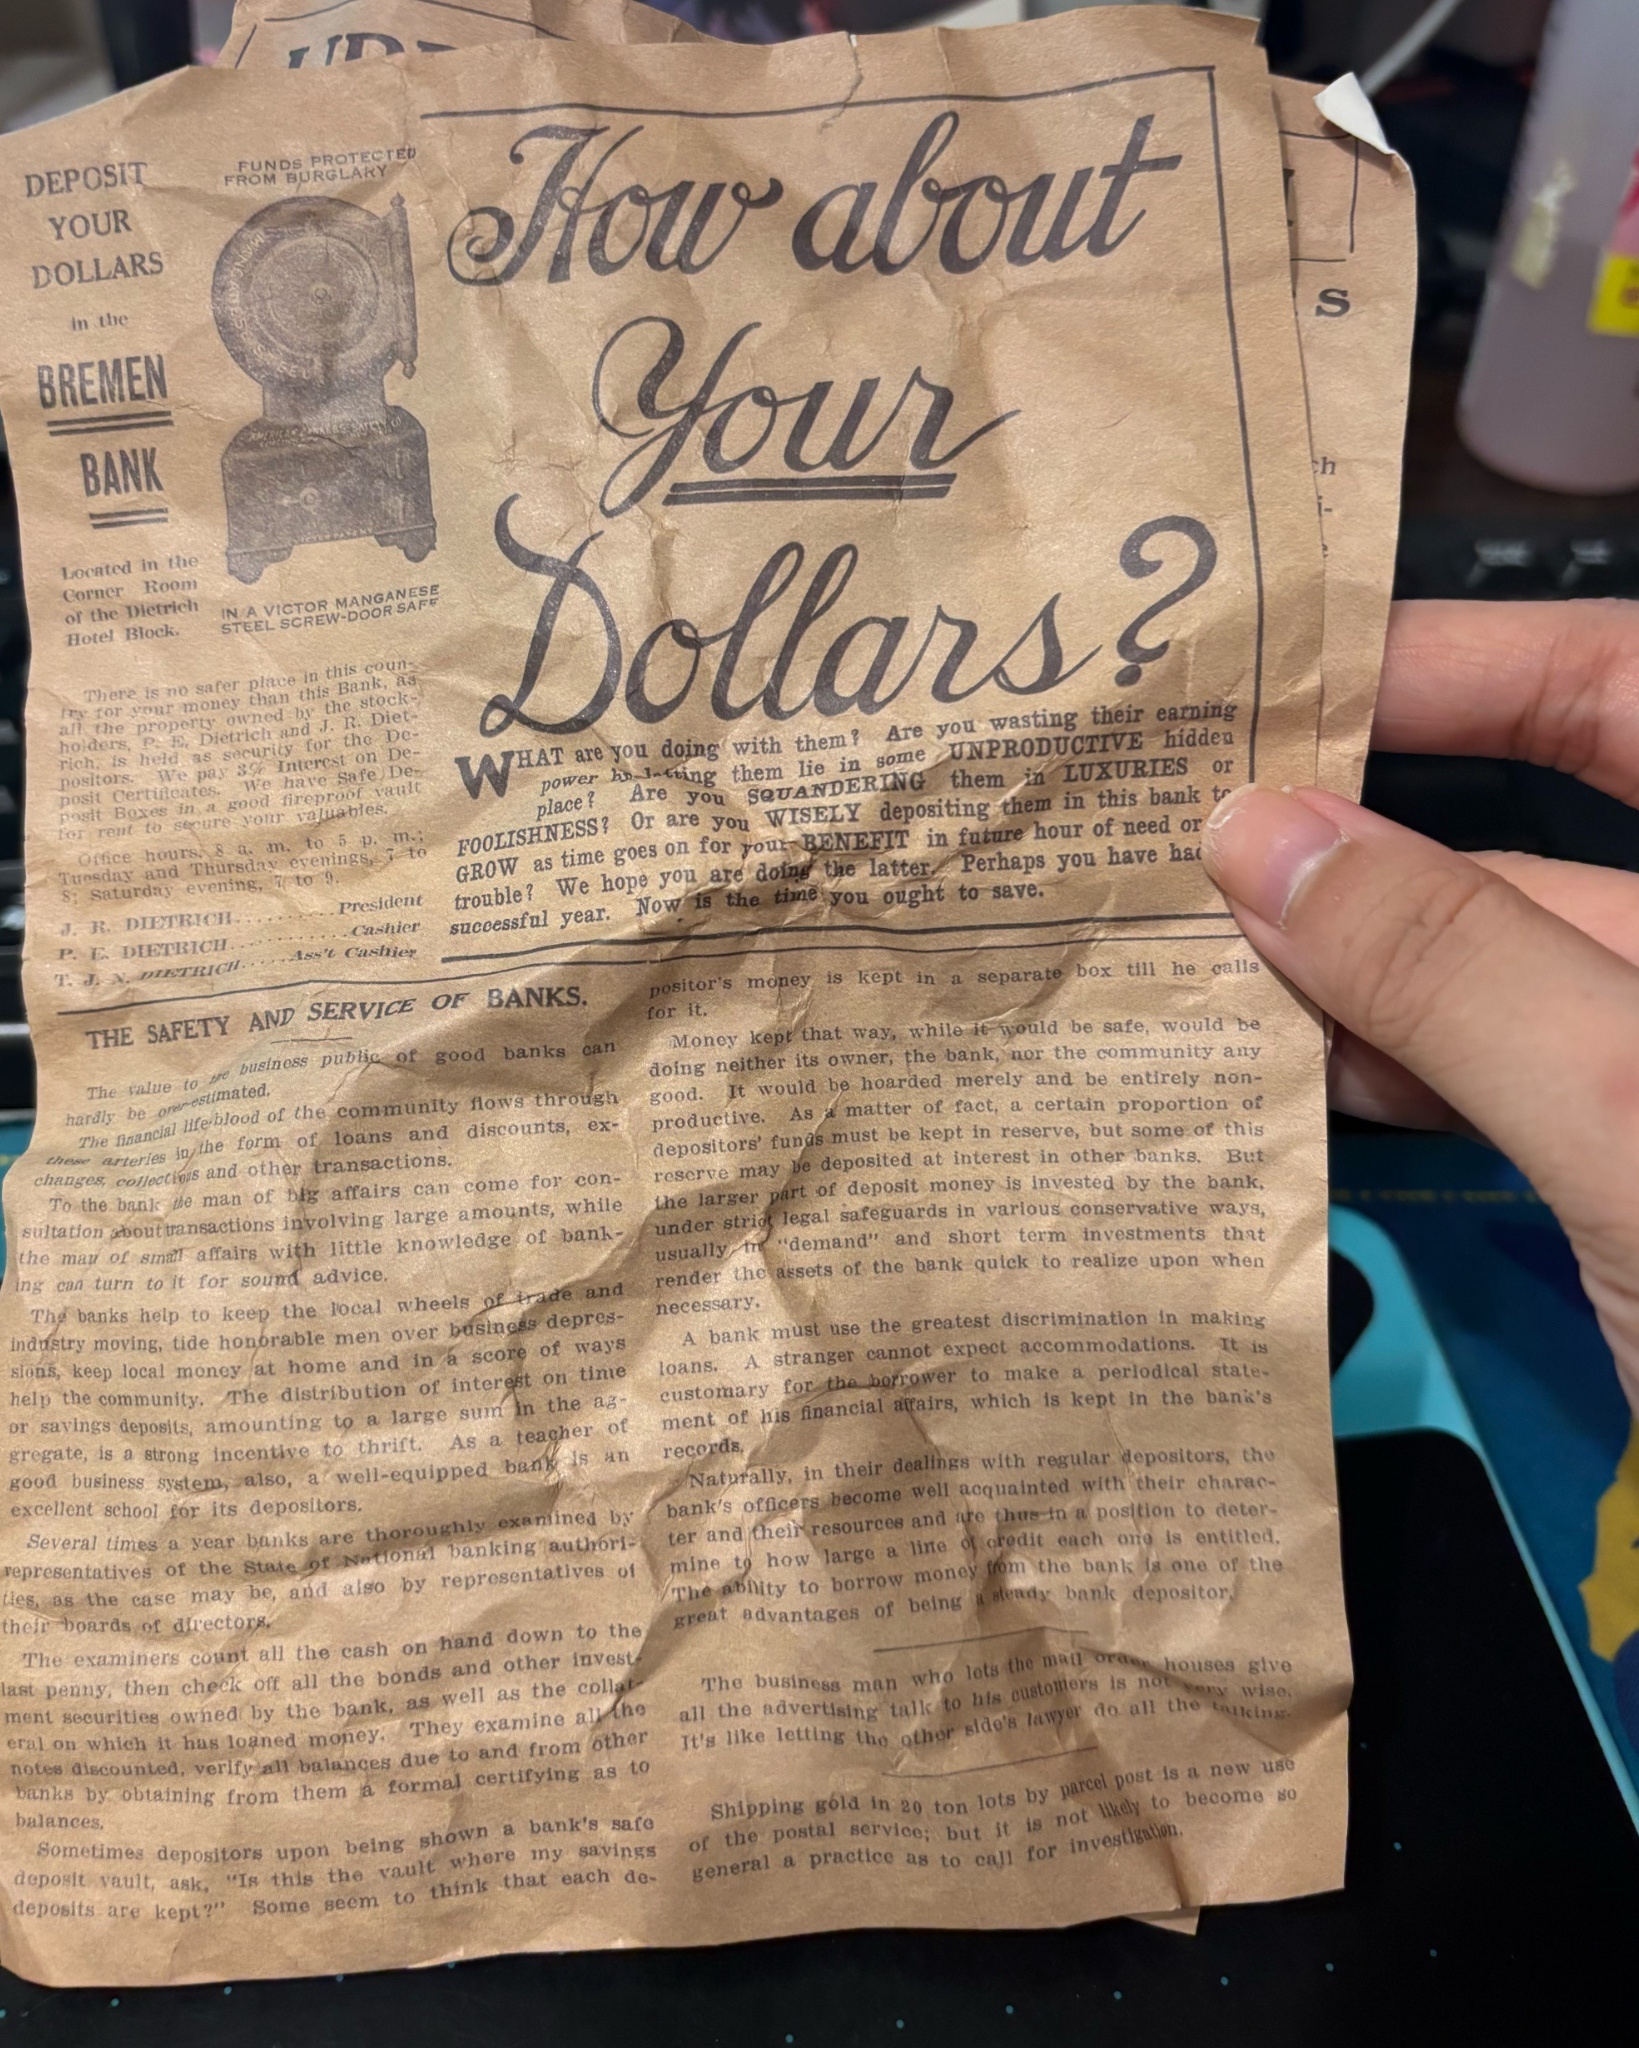 DEPOSIT
YOUR
DOLLARS
in the
BREMEN
BANK
Located in the
Corner Room
of the Dietrich
Hotel Block.
FUNDS PROTECTED
FROM BURGLARY
IN A VICTOR MANGANESE
STEEL SCREW-DOOR SAFE
There is no safer place in this coun-
try for your money than this Bank, as
all the property owned by the stock-
holders, P. E. Dietrich and J. R. Diet-
rich, is held as security for the De-
positors. We pay 3% Interest on De-
posit Certificates. We have Safe De-
posit Boxes in a good fireproof vault
for rent to secure your valuables.
Office hours, 8 a. m. to 5 p. m.;
Tuesday and Thursday evenings, 7 to
8; Saturday evening, 7 to 9.
J. R. DIETRICH..........President
P. E. DIETRICH............Cashier
T. J. N. DIETRICH.....Ass't Cashier
How about
Your
Dollars?
WHAT are you doing with them? Are you wasting their earning
power by letting them lie in some UNPRODUCTIVE hidden
place? Are you SQUANDERING them in LUXURIES or
FOOLISHNESS? Or are you WISELY depositing them in this bank to
GROW as time goes on for your BENEFIT in future hour of need or
trouble? We hope you are doing the latter. Perhaps you have had
successful year. Now is the time you ought to save.
THE SAFETY AND SERVICE OF BANKS.
The value to the business public of good banks can
hardly be over-estimated.
The financial life-blood of the community flows through
these arteries in the form of loans and discounts, ex-
changes, collections and other transactions.
To the bank the man of big affairs can come for con-
sultation about transactions involving large amounts, while
the man of small affairs with little knowledge of bank-
ing can turn to it for sound advice.
The banks help to keep the local wheels of trade and
industry moving, tide honorable men over business depres-
sions, keep local money at home and in a score of ways
help the community. The distribution of interest on time
or savings deposits, amounting to a large sum in the ag-
gregate, is a strong incentive to thrift. As a teacher of
good business system, also, a well-equipped bank is an
excellent school for its depositors.
Several times a year banks are thoroughly examined by
representatives of the State or National banking authori-
ties, as the case may be, and also by representatives of
their boards of directors.
The examiners count all the cash on hand down to the
last penny, then check off all the bonds and other invest-
ment securities owned by the bank, as well as the collat-
eral on which it has loaned money. They examine all the
notes discounted, verify all balances due to and from other
banks by obtaining from them a formal certifying as to
balances.
Sometimes depositors upon being shown a bank's safe
deposit vault, ask, "Is this the vault where my savings
deposits are kept?" Some seem to think that each de-
positor's money is kept in a separate box till he calls
for it.
Money kept that way, while it would be safe, would be
doing neither its owner, the bank, nor the community any
good. It would be hoarded merely and be entirely non-
productive. As a matter of fact, a certain proportion of
depositors' funds must be kept in reserve, but some of this
reserve may be deposited at interest in other banks. But
the larger part of deposit money is invested by the bank,
under strict legal safeguards in various conservative ways,
usually in "demand" and short term investments that
render the assets of the bank quick to realize upon when
necessary.
A bank must use the greatest discrimination in making
loans. A stranger cannot expect accommodations. It is
customary for the borrower to make a periodical state-
ment of his financial affairs, which is kept in the bank's
records.
Naturally, in their dealings with regular depositors, the
bank's officers become well acquainted with their charac-
ter and their resources and are thus in a position to deter-
mine to how large a line of credit each one is entitled.
The ability to borrow money from the bank is one of the
great advantages of being a steady bank depositor.
The business man who lots the mail order houses give
all the advertising talk to his customers is not very wise.
It's like letting the other side's lawyer do all the talking.
Shipping gold in 20 ton lots by parcel post is a new use
of the postal service; but it is not likely to become so
general a practice as to call for investigation.